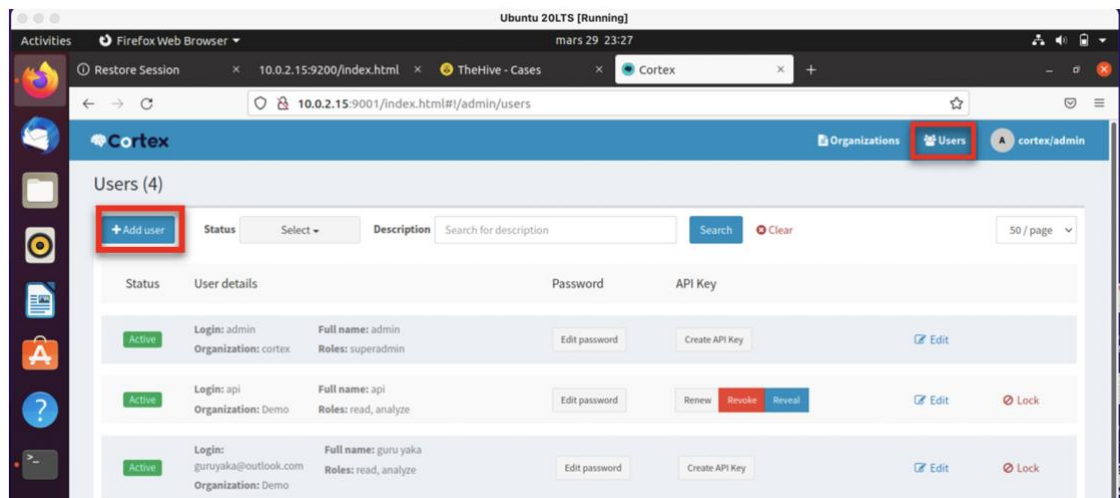 Ubuntu 20LTS [Running]
Activities Firefox Web Browser mars 29 23:27
Restore Session × 10.0.2.15:9200/index.html × TheHive - Cases × Cortex × +
10.0.2.15:9001/index.html#!/admin/users
Cortex Organizations Users A cortex/admin
Users (4)
+ Add user Status Select Description Search for description Search Clear 50 / page
Status User details Password API Key
Active Login: admin Full name: admin Edit password Create API Key Edit
Organization: cortex Roles: superadmin
Active Login: api Full name: api Edit password Renew Revoke Reveal Edit Lock
Organization: Demo Roles: read, analyze
Login: Full name: guru yaka
Active guruyaka@outlook.com Roles: read, analyze Edit password Create API Key Edit Lock
Organization: Demo